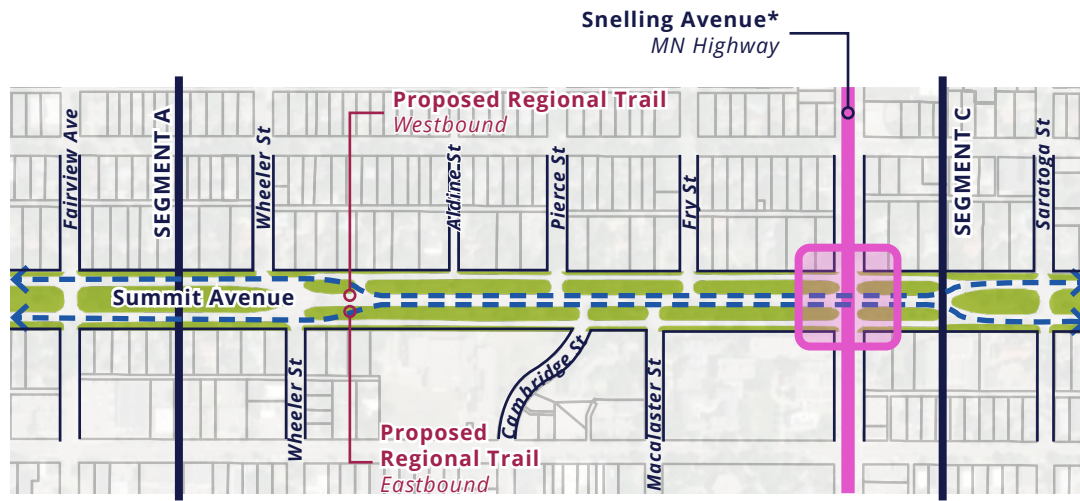 Snelling Avenue*
MN Highway
Proposed Regional Trail
Westbound
Fairview Ave
SEGMENT A
Wheeler St
Aldine St
Pierce St
Fry St
SEGMENT C
Saratoga St
Summit Avenue
Wheeler St
Cambridge St
Macalaster St
Proposed
Regional Trail
Eastbound